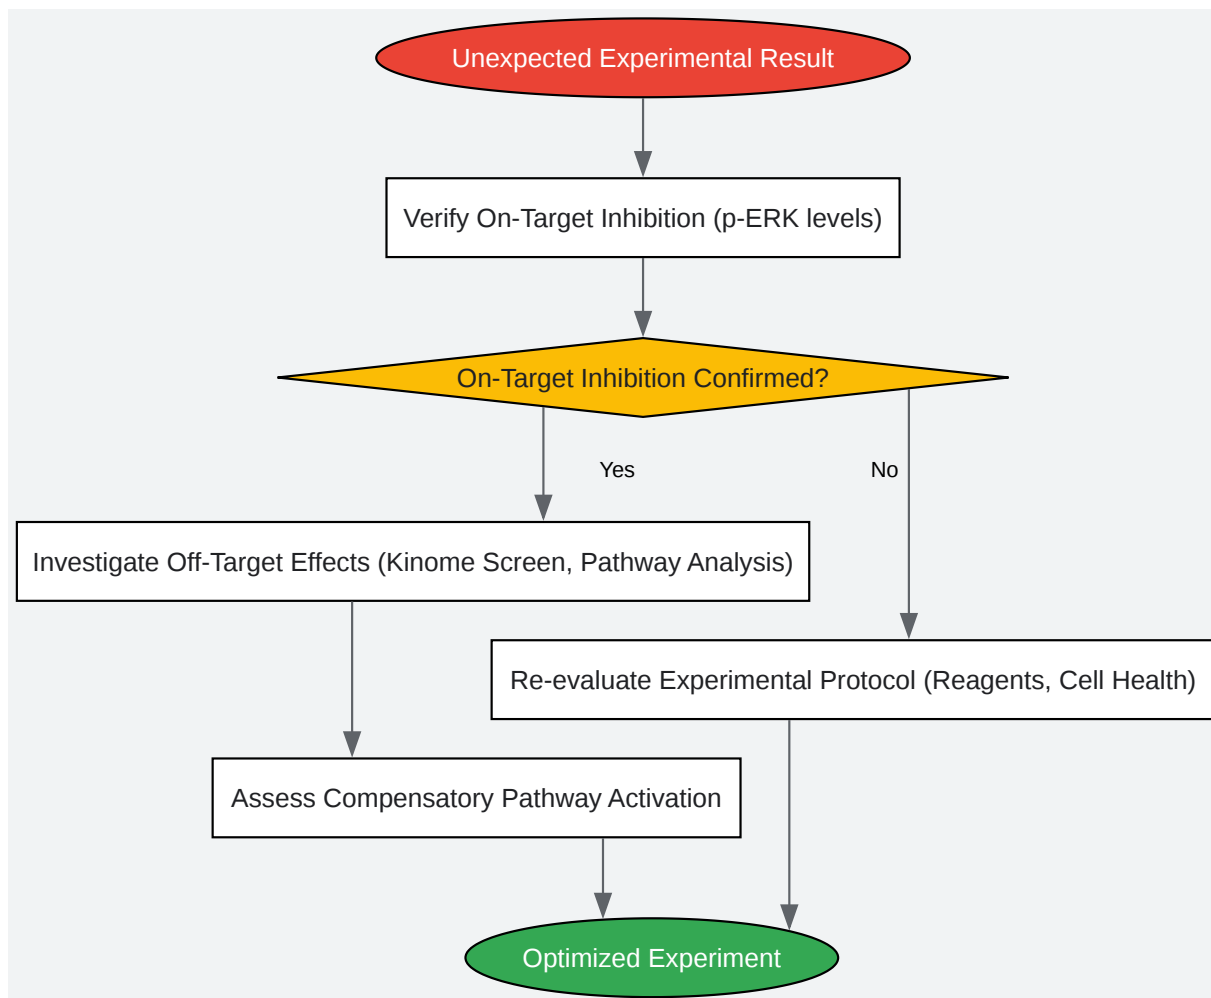 Unexpected Experimental Result
Verify On-Target Inhibition (p-ERK levels)
On-Target Inhibition Confirmed?
Yes
No
Investigate Off-Target Effects (Kinome Screen, Pathway Analysis)
Re-evaluate Experimental Protocol (Reagents, Cell Health)
Assess Compensatory Pathway Activation
Optimized Experiment